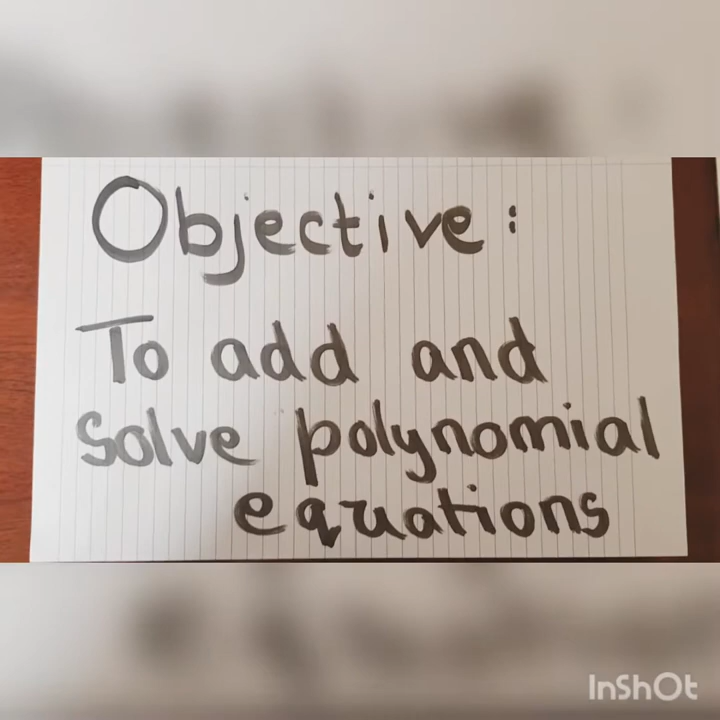 Objective:
To add and
solve polynomial
equations
InShOt